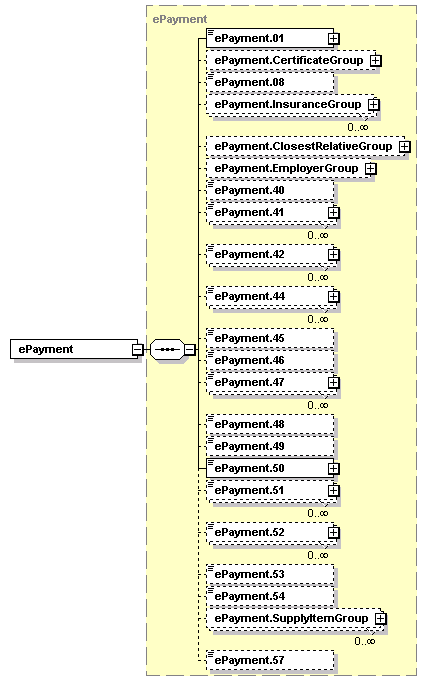 ePayment
ePayment.01
ePayment.CertificateGroup
ePayment.08
ePayment.InsuranceGroup
0..∞
ePayment.ClosestRelativeGroup
ePayment.EmployerGroup
ePayment.40
ePayment.41
0..∞
ePayment.42
0..∞
ePayment.44
0..∞
ePayment.45
ePayment
ePayment.46
ePayment.47
0..∞
ePayment.48
ePayment.49
ePayment.50
ePayment.51
0..∞
ePayment.52
0..∞
ePayment.53
ePayment.54
ePayment.SupplyItemGroup
0..∞
ePayment.57